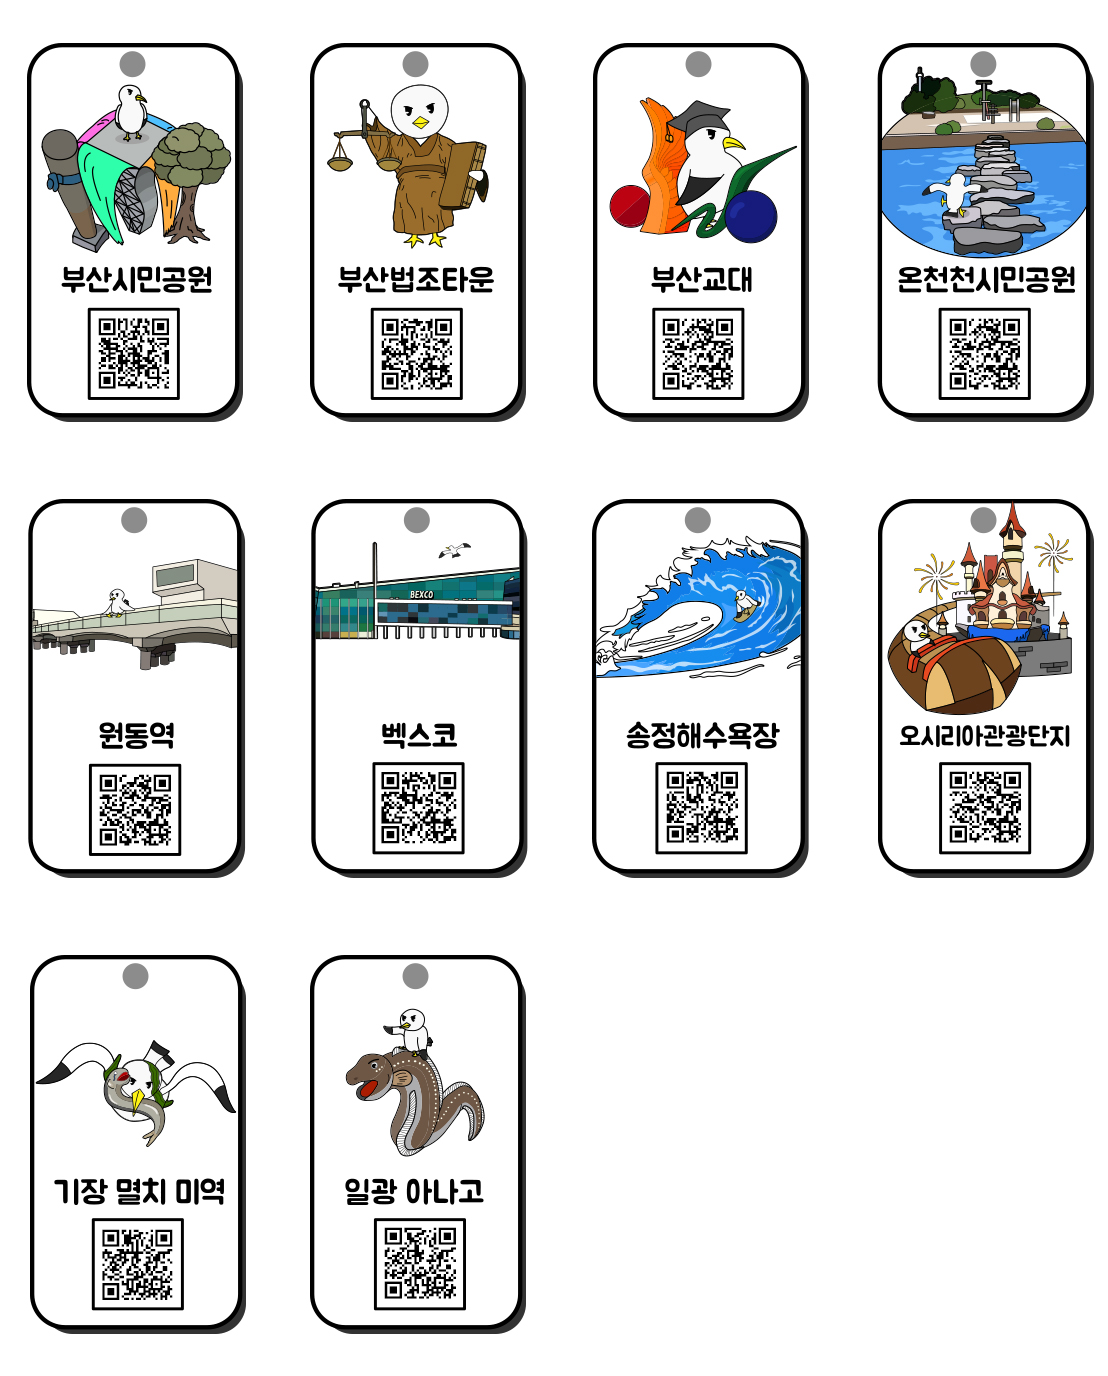 부산시민공원
부산법조타운
부산교대
온천천시민공원
원동역
BEXCO
벡스코
송정해수욕장
오시리아관광단지
기장 멸치 미역
일광 아나고